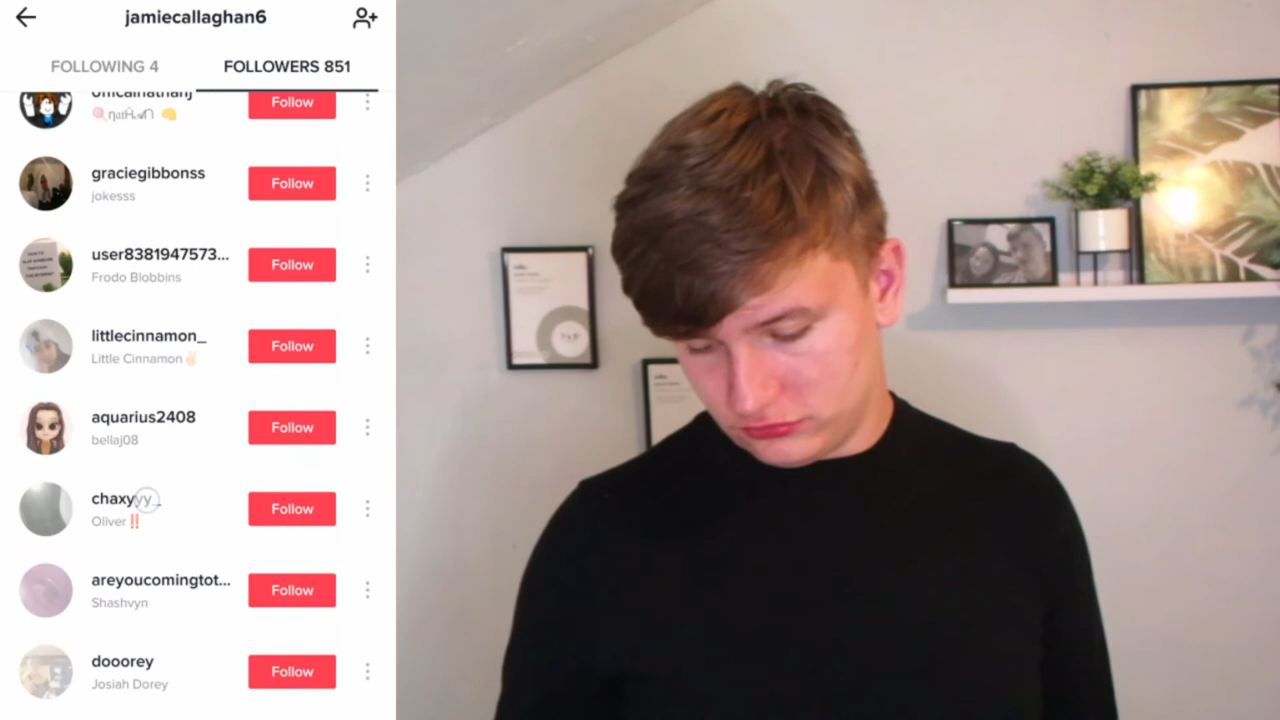 jamiecallaghan6
FOLLOWING 4
FOLLOWERS 851
Follow
graciegibbonss
jokesss
Follow
user8381947573...
Frodo Blobbins
Follow
littlecinnamon_
Little Cinnamon✌🏻
Follow
aquarius2408
bellaj08
Follow
chaxyyy_
Oliver‼️
Follow
areyoucomingtot...
Shashvyn
Follow
dooorey
Josiah Dorey
Follow